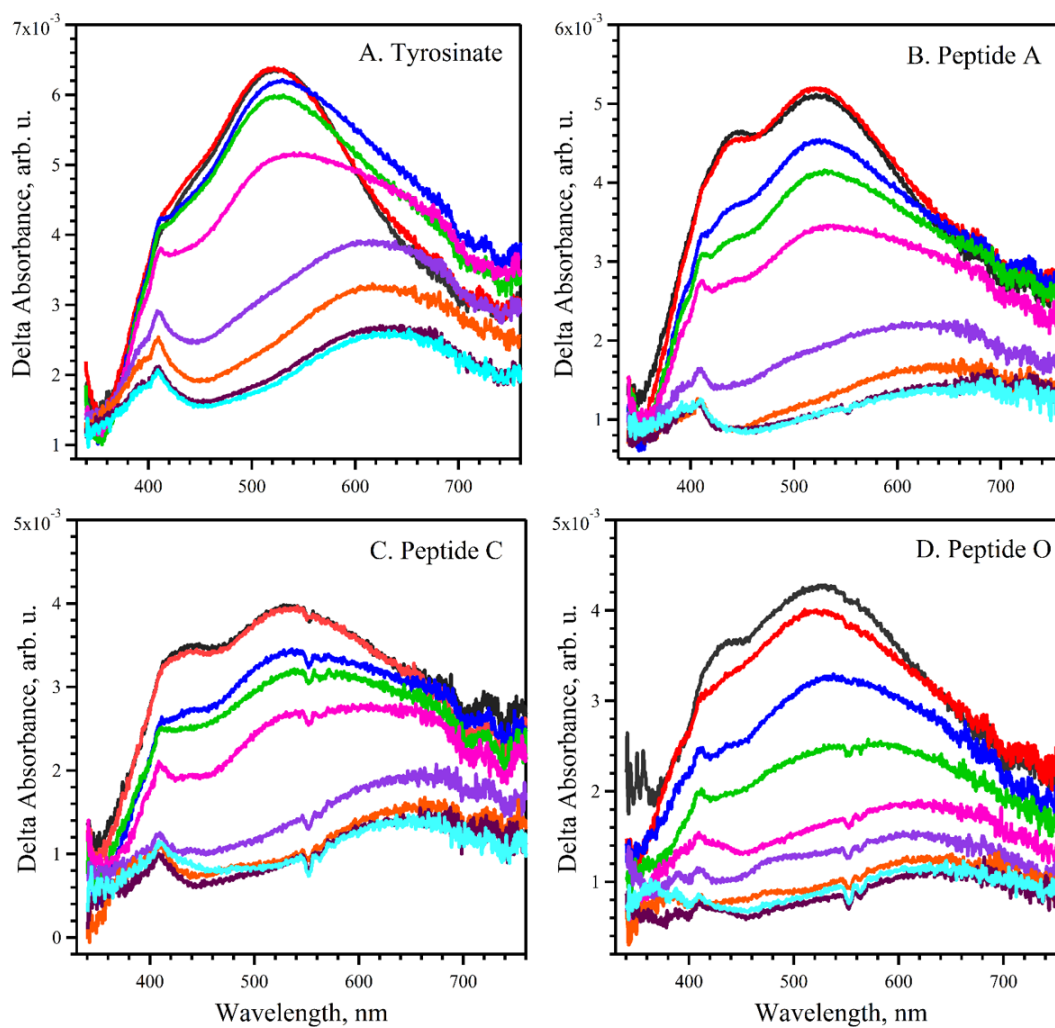 7x10⁻³
A. Tyrosinate
6
5
4
3
2
1
Delta Absorbance, arb. u.
400
500
600
700
6x10⁻³
B. Peptide A
5
4
3
2
1
Delta Absorbance, arb. u.
400
500
600
700
5x10⁻³
C. Peptide C
4
3
2
1
0
Delta Absorbance, arb. u.
400
500
600
700
Wavelength, nm
5x10⁻³
D. Peptide O
4
3
2
1
Delta Absorbance, arb. u.
400
500
600
700
Wavelength, nm